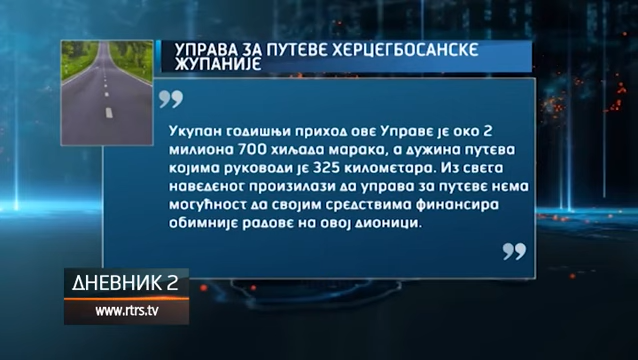 УПРАВА ЗА ПУТЕВЕ ХЕРЦЕГБОСАНСКЕ
ЖУПАНИЈЕ
Укупан годишњи приход ове Управе је око 2
милиона 700 хиљада марака, а дужина путева
којима руководи је 325 километара. Из свега
наведеног произилази да управа за путеве нема
могућност да својим средствима финансира
обимније радове на овој дионици.
ДНЕВНИК 2
www.rtrs.tv